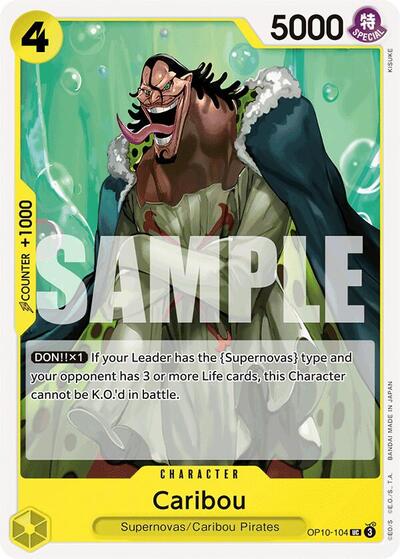 4
5000
特
SPECIAL
KISUKE
COUNTER +1000
SAMPLE
DON!!×1 If your Leader has the {Supernovas} type and
your opponent has 3 or more Life cards, this Character
cannot be K.O.'d in battle.
CHARACTER
Caribou
Supernovas/Caribou Pirates
OP10-104 UC 3
©E.O/S ©E.O./S., T.A. BANDAI MADE IN JAPAN